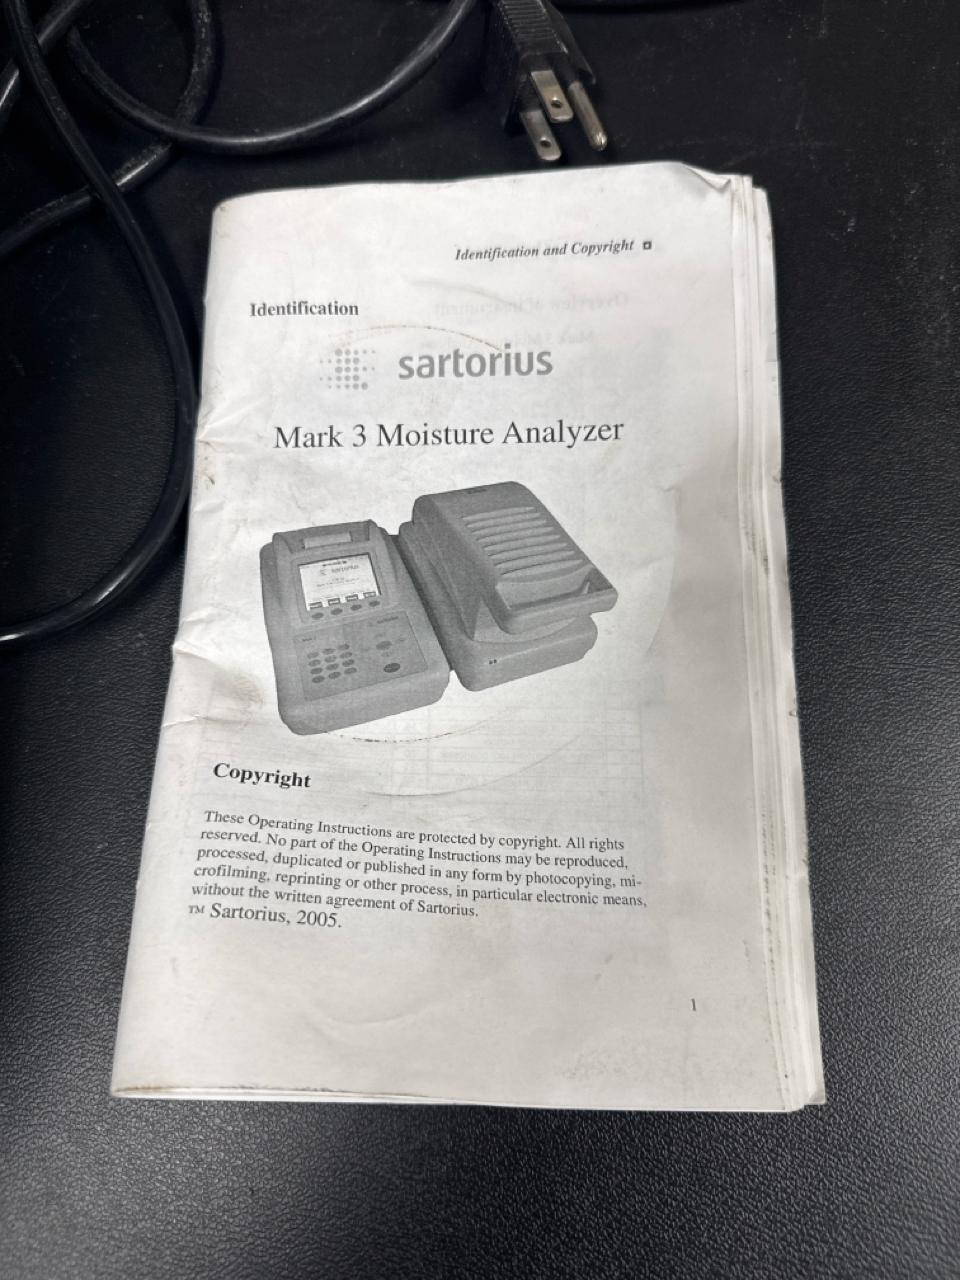 Identification and Copyright
Identification
sartorius
Mark 3 Moisture Analyzer
sartorius
Copyright
These Operating Instructions are protected by copyright. All rights
reserved. No part of the Operating Instructions may be reproduced,
processed, duplicated or published in any form by photocopying, mi-
crofilming, reprinting or other process, in particular electronic means,
without the written agreement of Sartorius.
™ Sartorius, 2005.
1